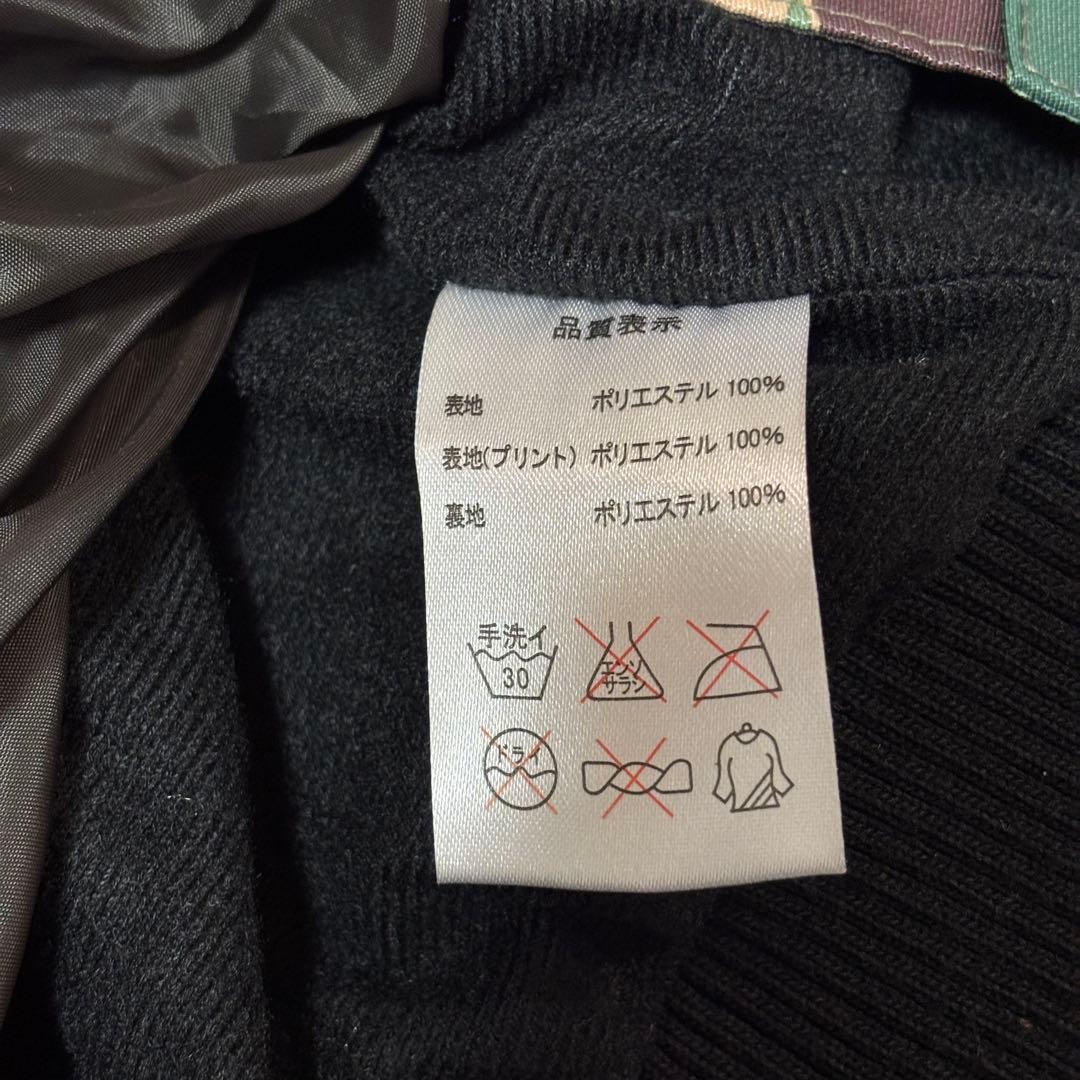 品質表示
表地 ポリエステル 100%
表地(プリント) ポリエステル 100%
裏地 ポリエステル 100%
手洗イ
30
エンソ
サラシ
ドライ